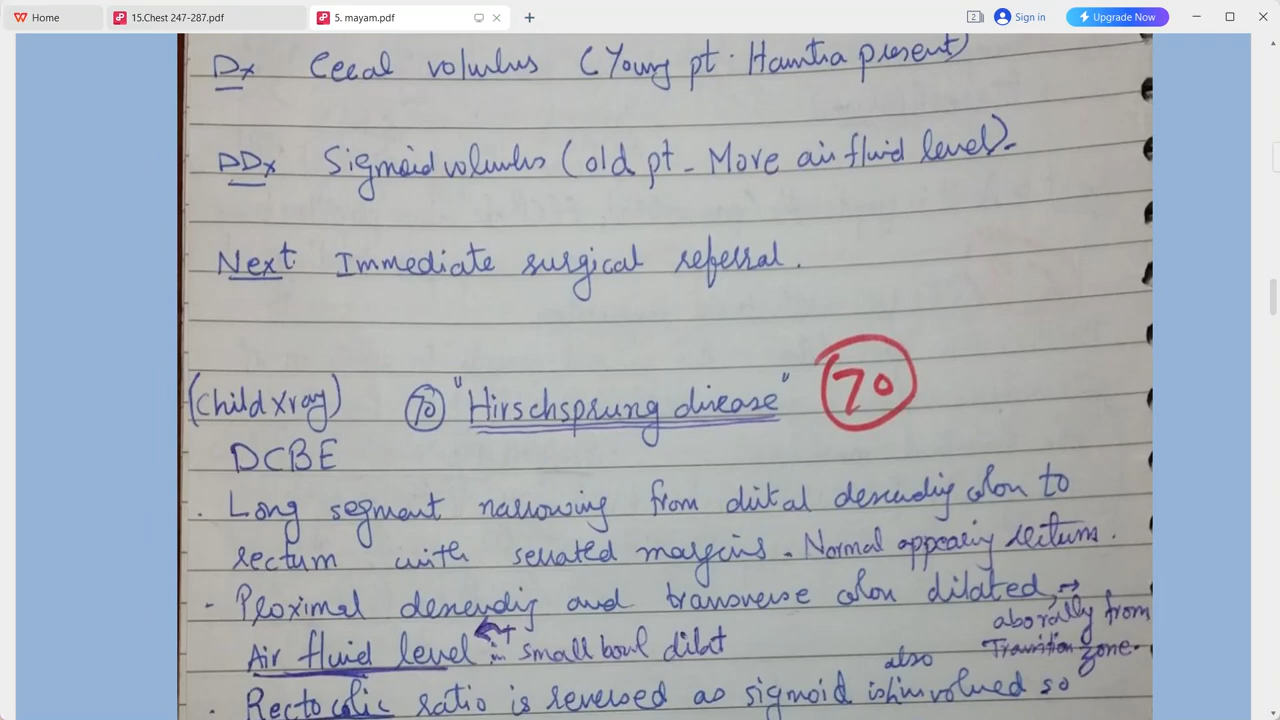 Home
15.Chest 247-287.pdf
5. mayam.pdf
2
Sign in
Upgrade Now
Dx Cecal volvulus (Young pt. Haustra present)
DDx Sigmoid volvulus (old pt - More air fluid level).
Next Immediate surgical referral.
(Child Xray) 70 "Hirschsprung disease" 70
DCBE
. Long segment narrowing from distal descending colon to
rectum with serrated margins. Normal appearing rectum.
- Proximal descending and transverse colon dilated →
aborally from
Air fluid level + small bowl dilat
Transition zone.
also
. Recto colic ratio is reversed as sigmoid is involved so